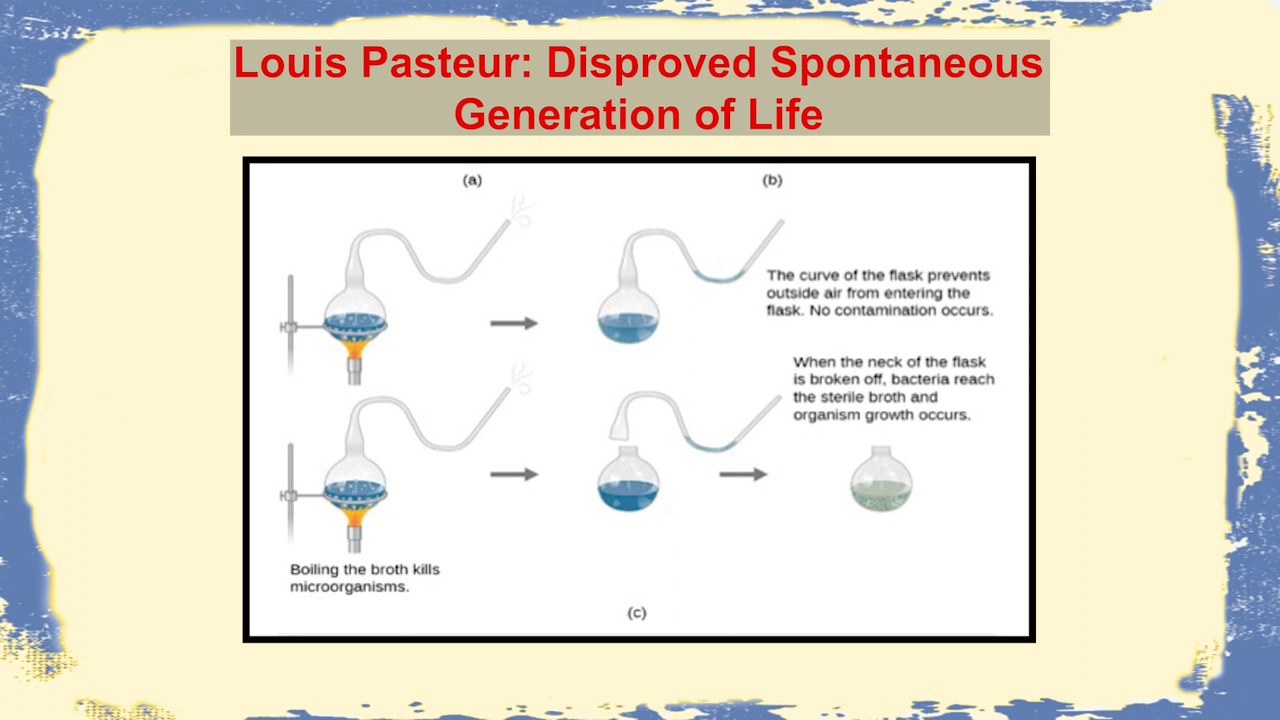 Louis Pasteur: Disproved Spontaneous
Generation of Life
(a)
(b)
The curve of the flask prevents
outside air from entering the
flask. No contamination occurs.
When the neck of the flask
is broken off, bacteria reach
the sterile broth and
organism growth occurs.
Boiling the broth kills
microorganisms.
(c)